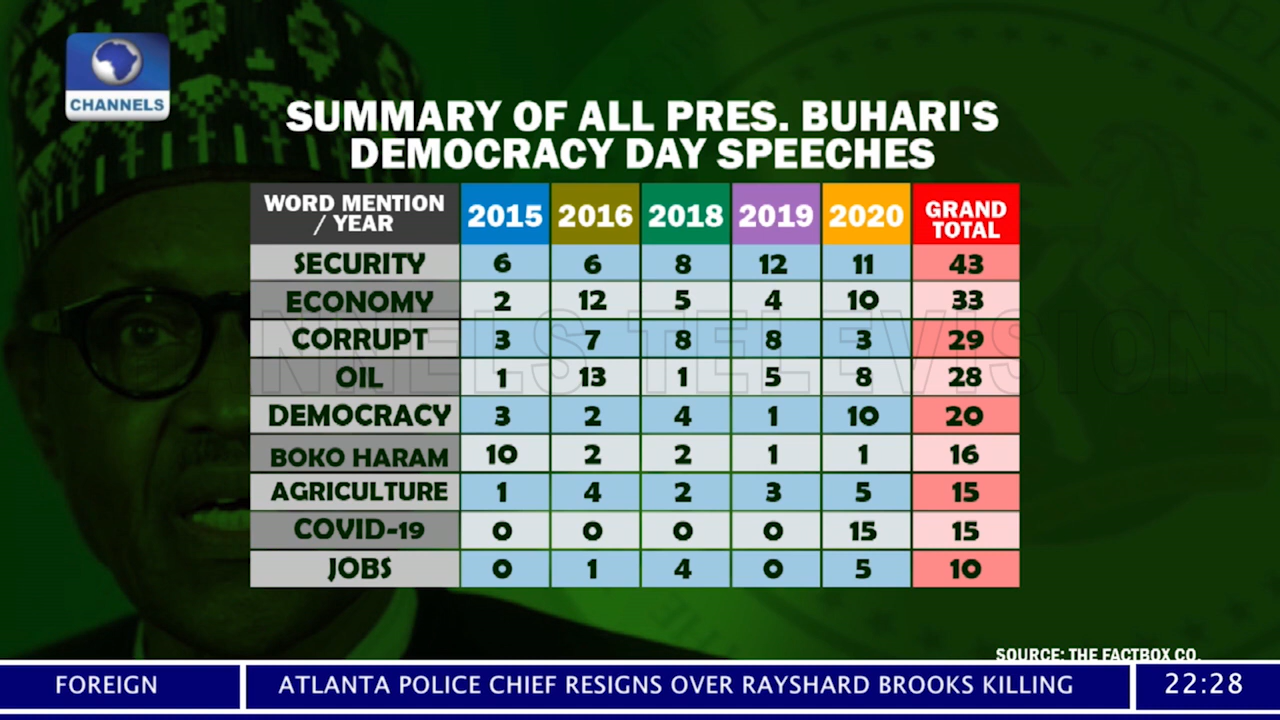 CHANNELS
SUMMARY OF ALL PRES. BUHARI'S
DEMOCRACY DAY SPEECHES
WORD MENTION / YEAR 2015 2016 2018 2019 2020 GRAND TOTAL
SECURITY 6 6 8 12 11 43
ECONOMY 2 12 5 4 10 33
CORRUPT 3 7 8 8 3 29
OIL 1 13 1 5 8 28
DEMOCRACY 3 2 4 1 10 20
BOKO HARAM 10 2 2 1 1 16
AGRICULTURE 1 4 2 3 5 15
COVID-19 0 0 0 0 15 15
JOBS 0 1 4 0 5 10
NNELS TELEVISION
SOURCE: THE FACTBOX CO.
FOREIGN ATLANTA POLICE CHIEF RESIGNS OVER RAYSHARD BROOKS KILLING 22:28